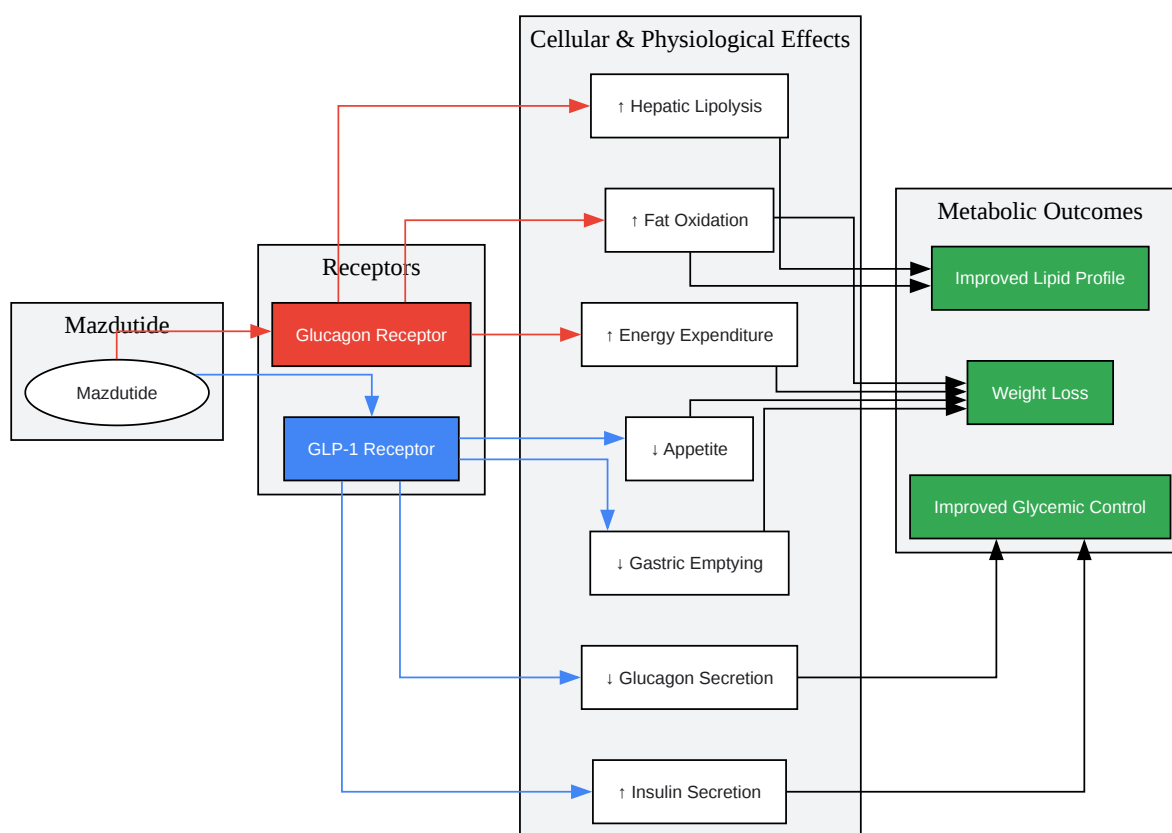 Cellular & Physiological Effects
↑ Hepatic Lipolysis
↑ Fat Oxidation
Metabolic Outcomes
Receptors
Improved Lipid Profile
Mazdutide
Glucagon Receptor
↑ Energy Expenditure
Mazdutide
Weight Loss
GLP-1 Receptor
↓ Appetite
Improved Glycemic Control
↓ Gastric Emptying
↓ Glucagon Secretion
↑ Insulin Secretion